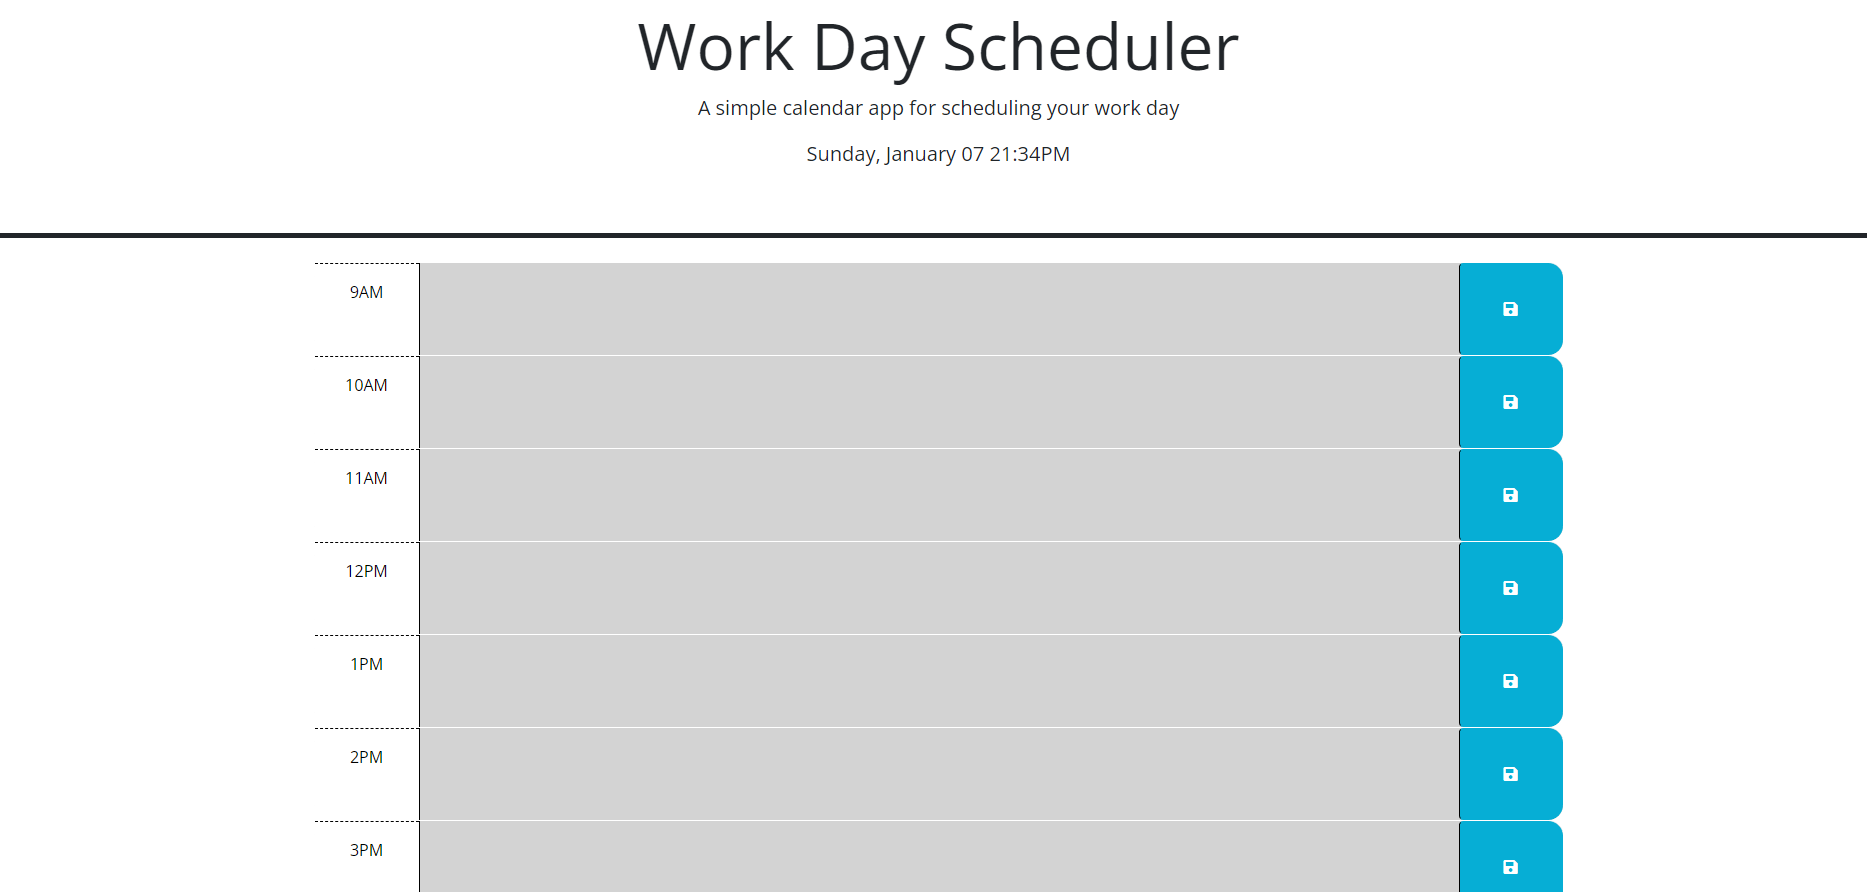 Work Day Scheduler
A simple calendar app for scheduling your work day
Sunday, January 07 21:34PM
9AM
10AM
11AM
12PM
1PM
2PM
3PM